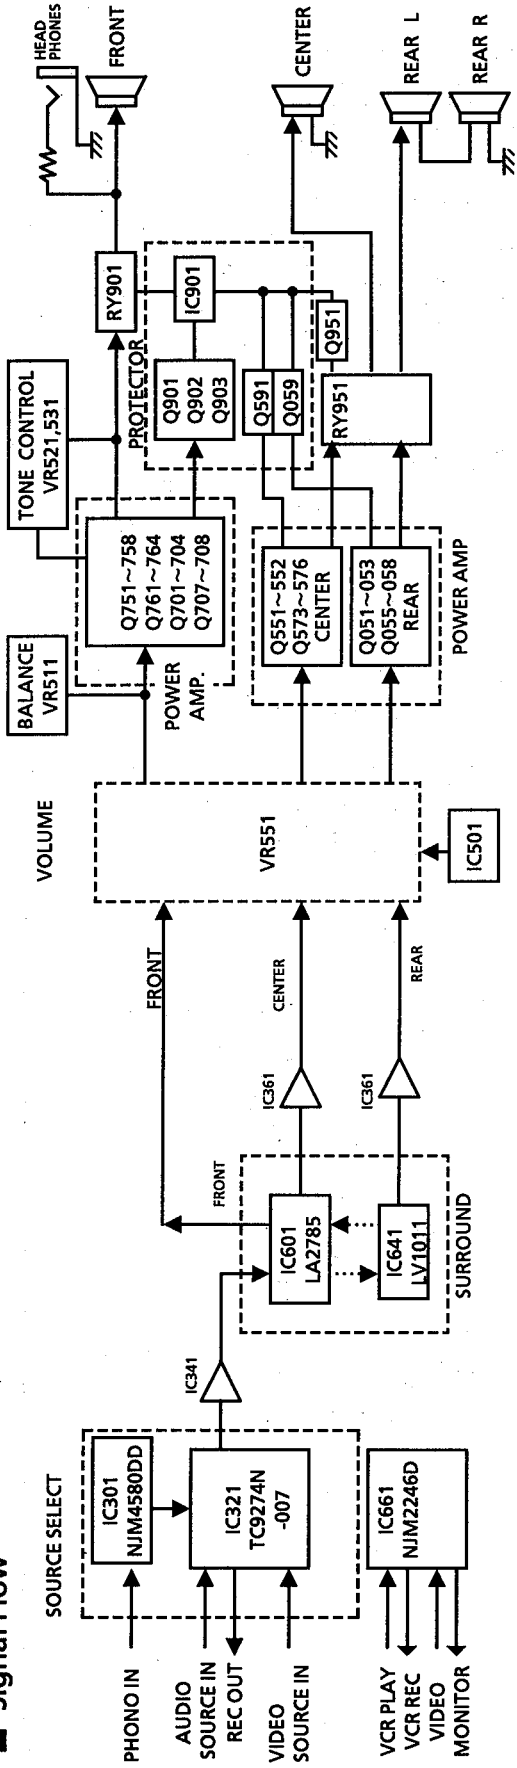 Signal Flow
SOURCE SELECT
PHONO IN
IC301
NJM4580DD
AUDIO
SOURCE IN
REC OUT
VIDEO
SOURCE IN
IC321
TC9274N
-007
VCR PLAY
VCR REC
VIDEO
MONITOR
IC661
NJM2246D
IC341
FRONT
IC601
LA2785
IC641
LV1011
SURROUND
IC361
IC361
FRONT
CENTER
REAR
VOLUME
VR551
IC501
BALANCE
VR511
POWER
AMP.
TONE CONTROL
VR521,531
Q751~758
Q761~764
Q701~704
Q707~708
Q551~552
Q573~576
CENTER
Q051~053
Q055~058
REAR
POWER AMP
PROTECTOR
RY901
Q901
Q902
Q903
IC901
Q591
Q059
Q951
RY951
HEAD
PHONES
FRONT
CENTER
REAR L
REAR R